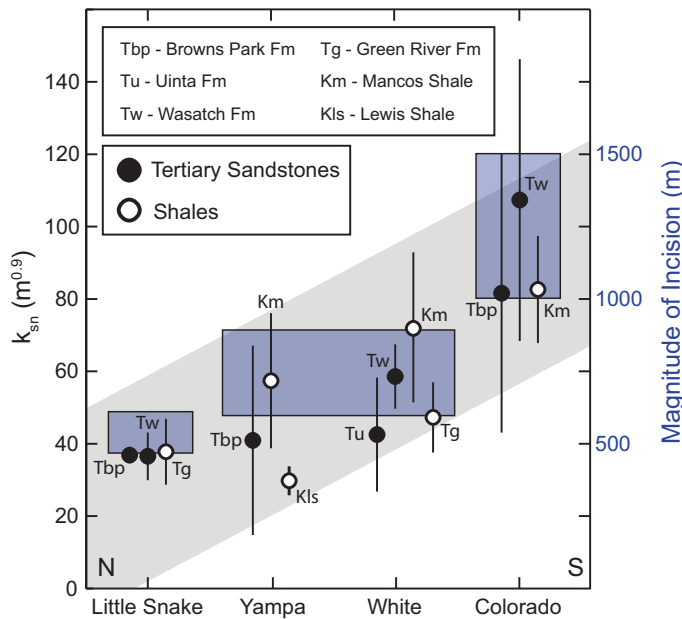 Tbp - Browns Park Fm Tg - Green River Fm
Tu - Uinta Fm Km - Mancos Shale
Tw - Wasatch Fm Kls - Lewis Shale
Tertiary Sandstones
Shales
k_sn (m^0.9)
140
120
100
80
60
40
20
0
1500
1000
500
Magnitude of Incision (m)
Tbp
Tw
Tg
Tbp
Km
Kls
Tu
Tw
Km
Tg
Tbp
Tw
Km
N
S
Little Snake Yampa White Colorado